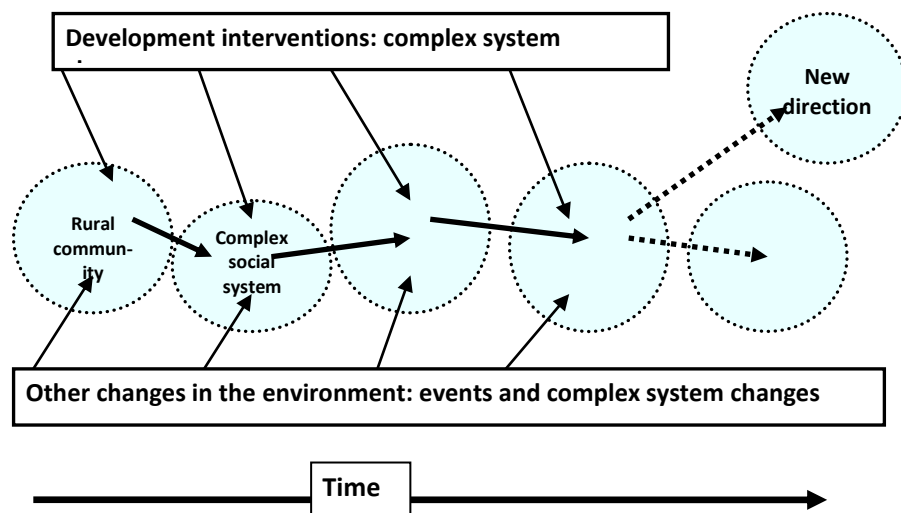 Development interventions: complex system
New
direction
Rural
commun-
ity
Complex
social
system
Other changes in the environment: events and complex system changes
Time